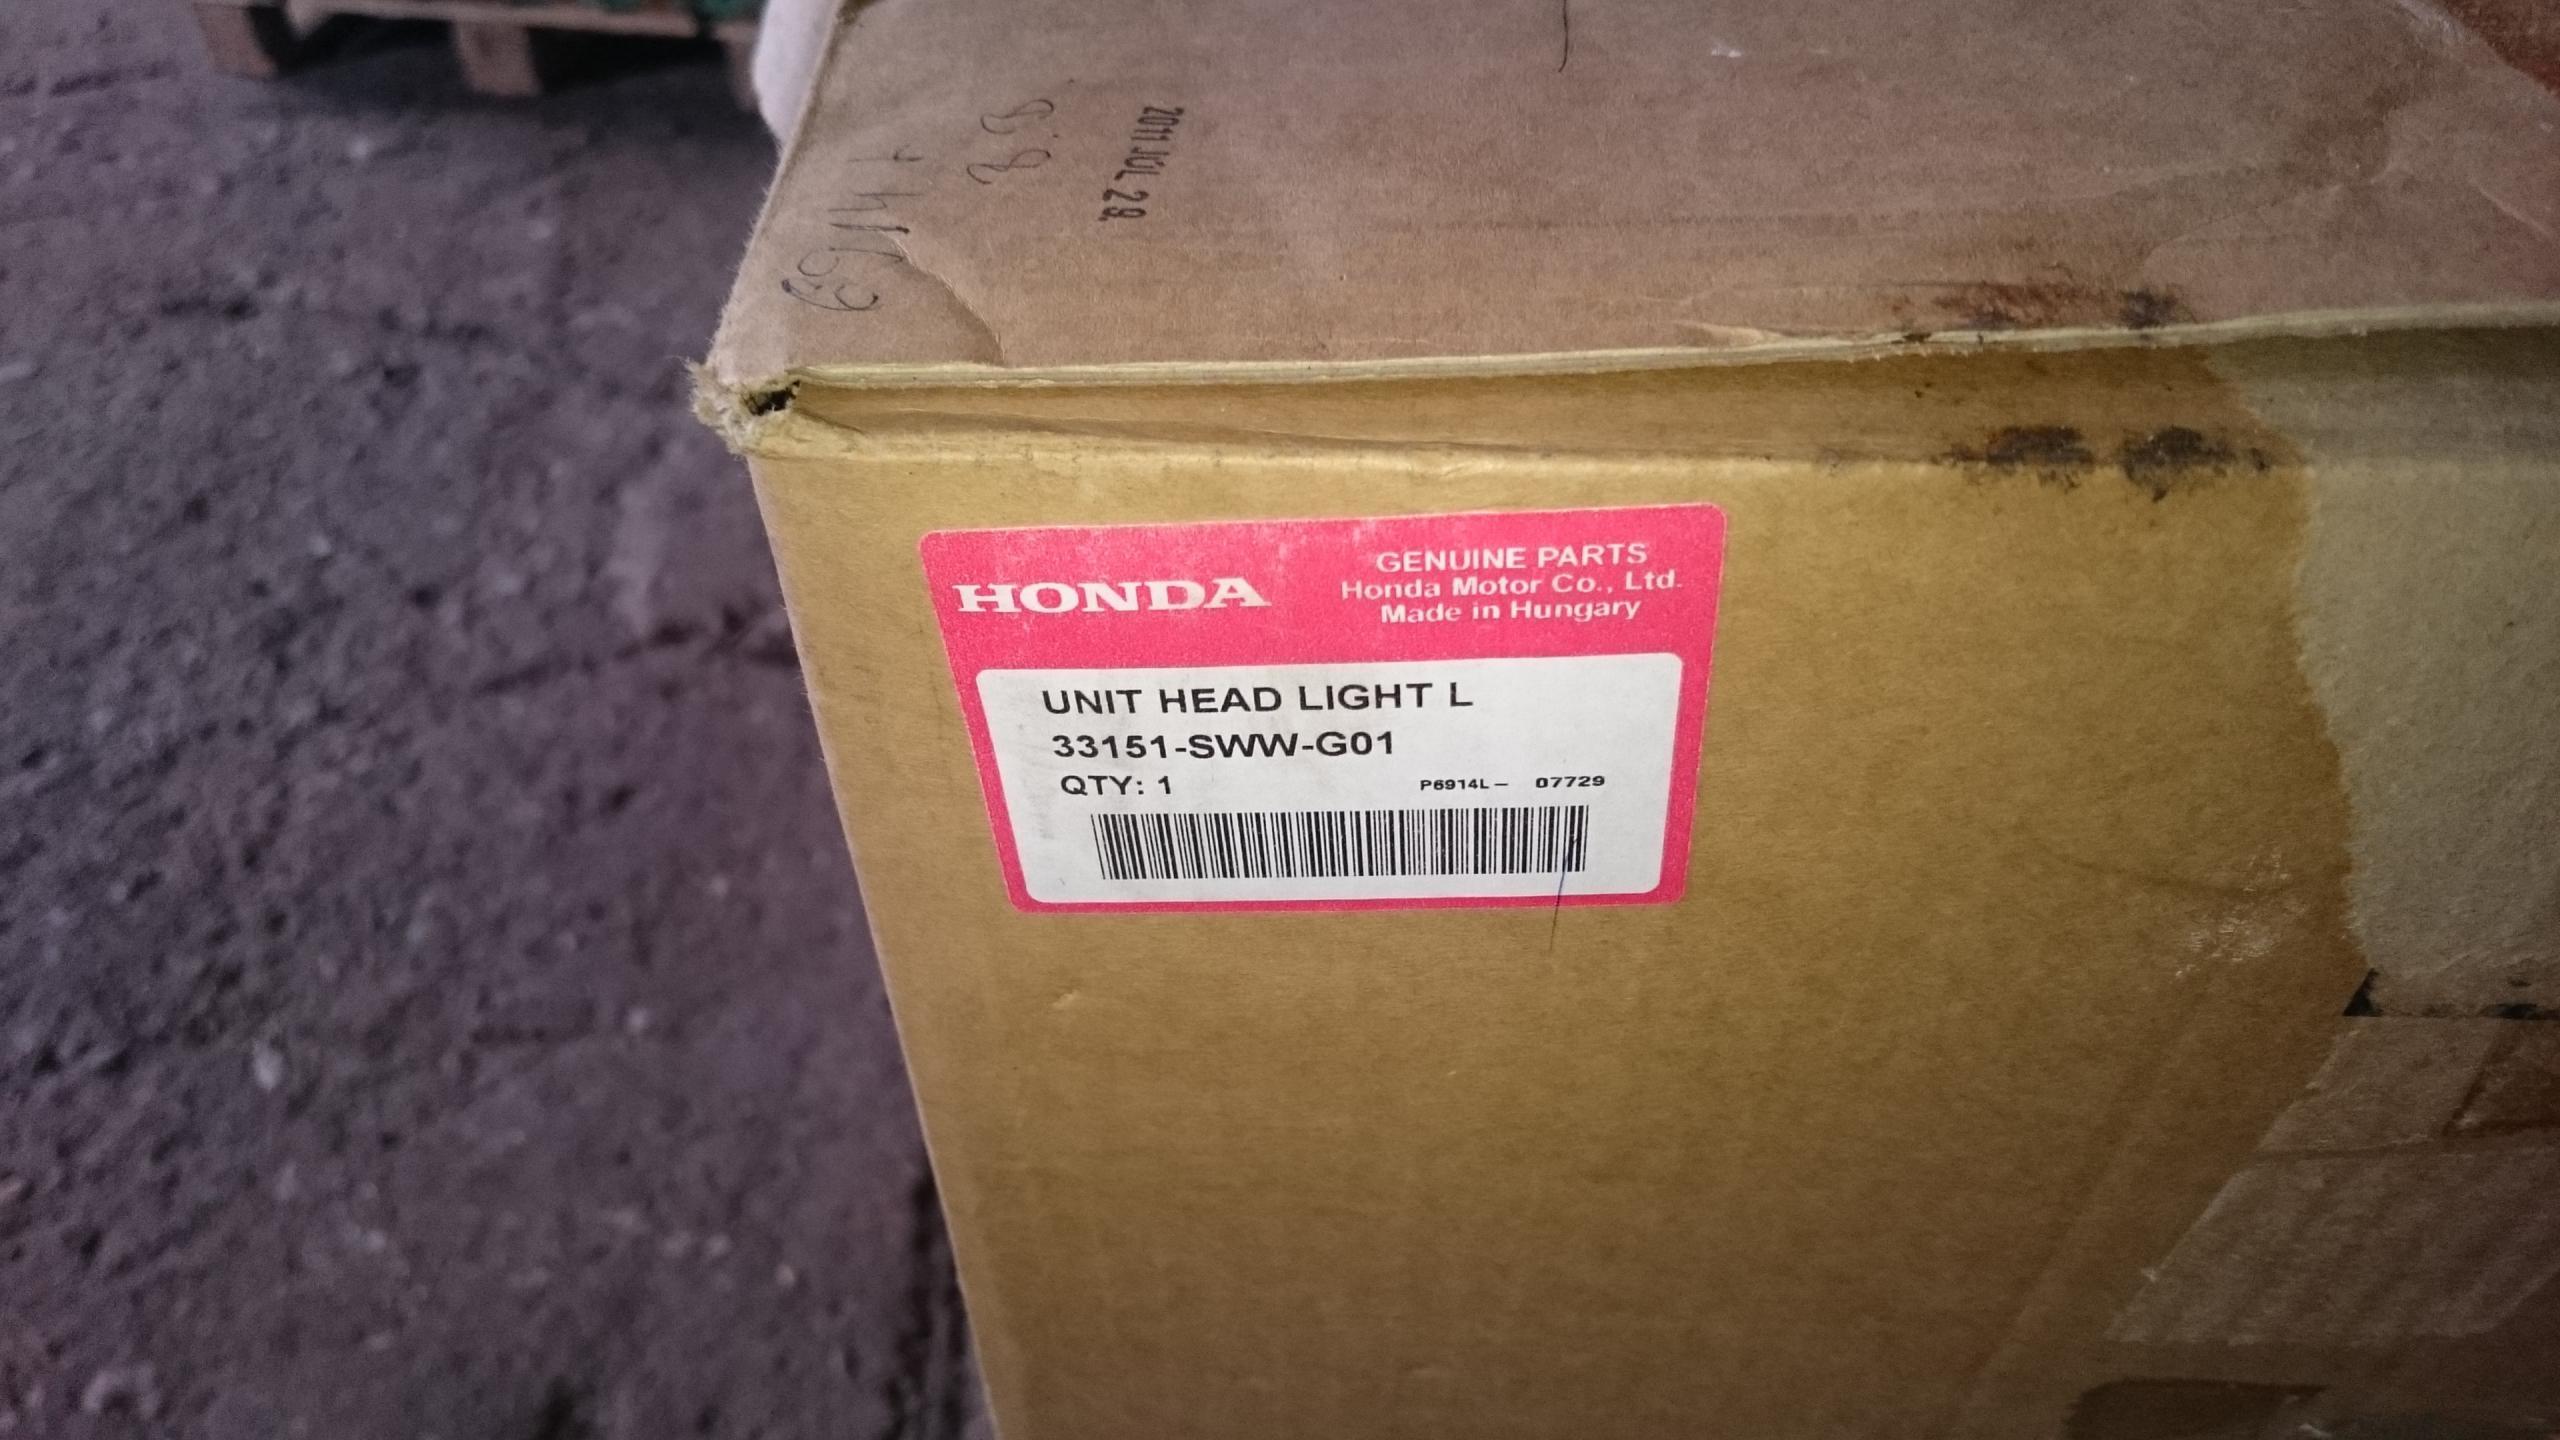 2011 JUL 29.
HONDA
GENUINE PARTS
Honda Motor Co., Ltd.
Made in Hungary
UNIT HEAD LIGHT L
33151-SWW-G01
QTY: 1
P6914L – 07729